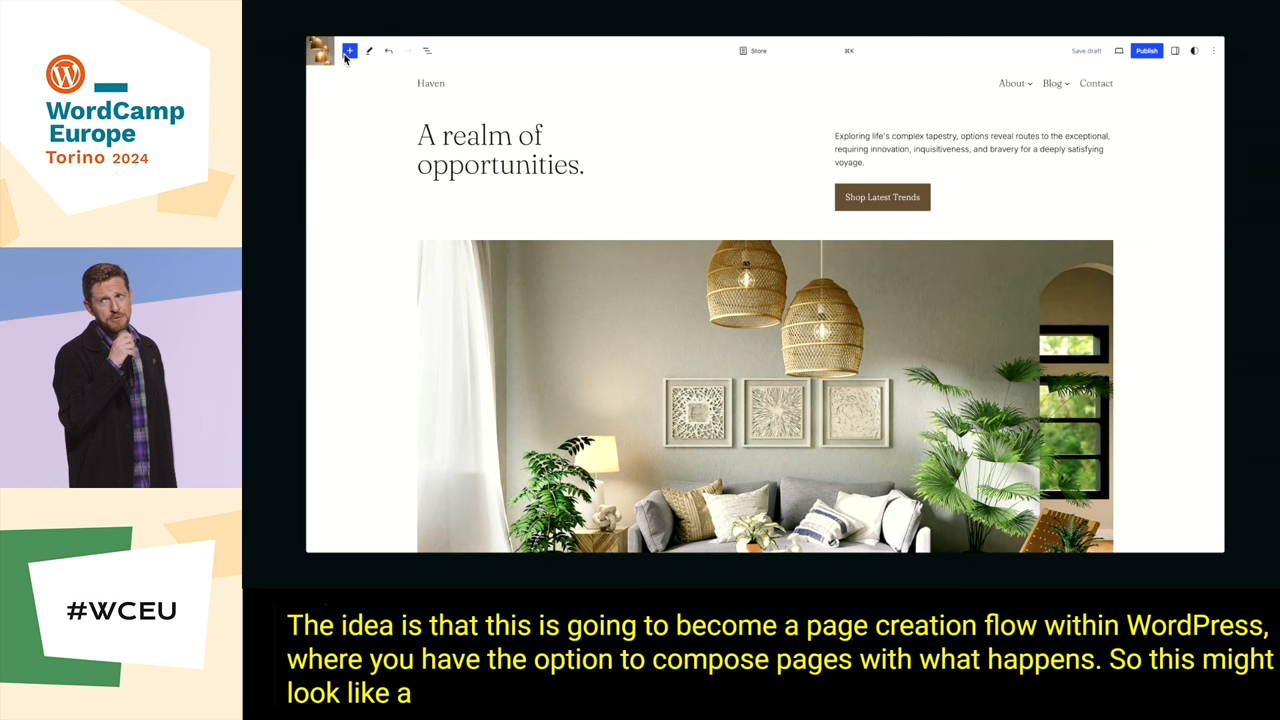 WordCamp
Europe
Torino 2024
Store
⌘K
Save draft
Publish
Haven
About
Blog
Contact
A realm of
opportunities.
Exploring life's complex tapestry, options reveal routes to the exceptional,
requiring innovation, inquisitiveness, and bravery for a deeply satisfying
voyage.
Shop Latest Trends
#WCEU
The idea is that this is going to become a page creation flow within WordPress,
where you have the option to compose pages with what happens. So this might
look like a